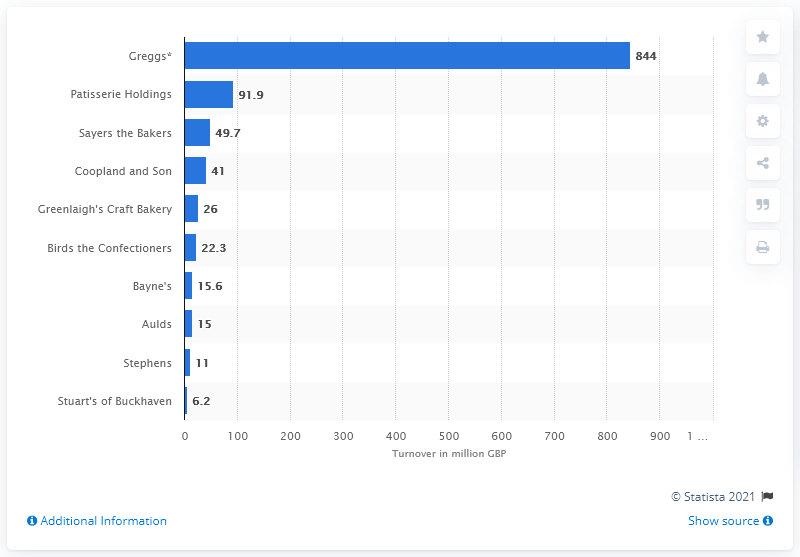 Greggs* 844
Patisserie Holdings 91.9
Sayers the Bakers 49.7
Coopland and Son 41
Greenlaigh's Craft Bakery 26
Birds the Confectioners 22.3
Bayne's 15.6
Aulds 15
Stephens 11
Stuart's of Buckhaven 6.2
0 100 200 300 400 500 600 700 800 900 1 ...
Turnover in million GBP
© Statista 2021
Additional Information
Show source